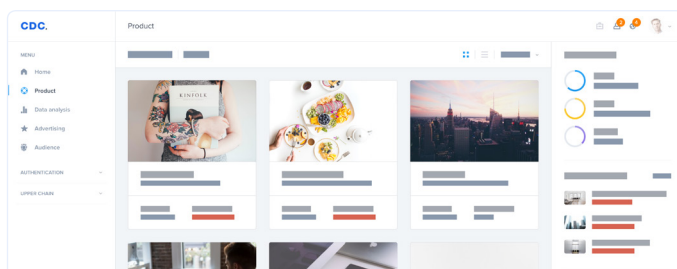 CDC.
Product
MENU
Home
Product
Data analysis
Advertising
Audience
AUTHENTICATION
UPPER CHAIN
KINFOLK